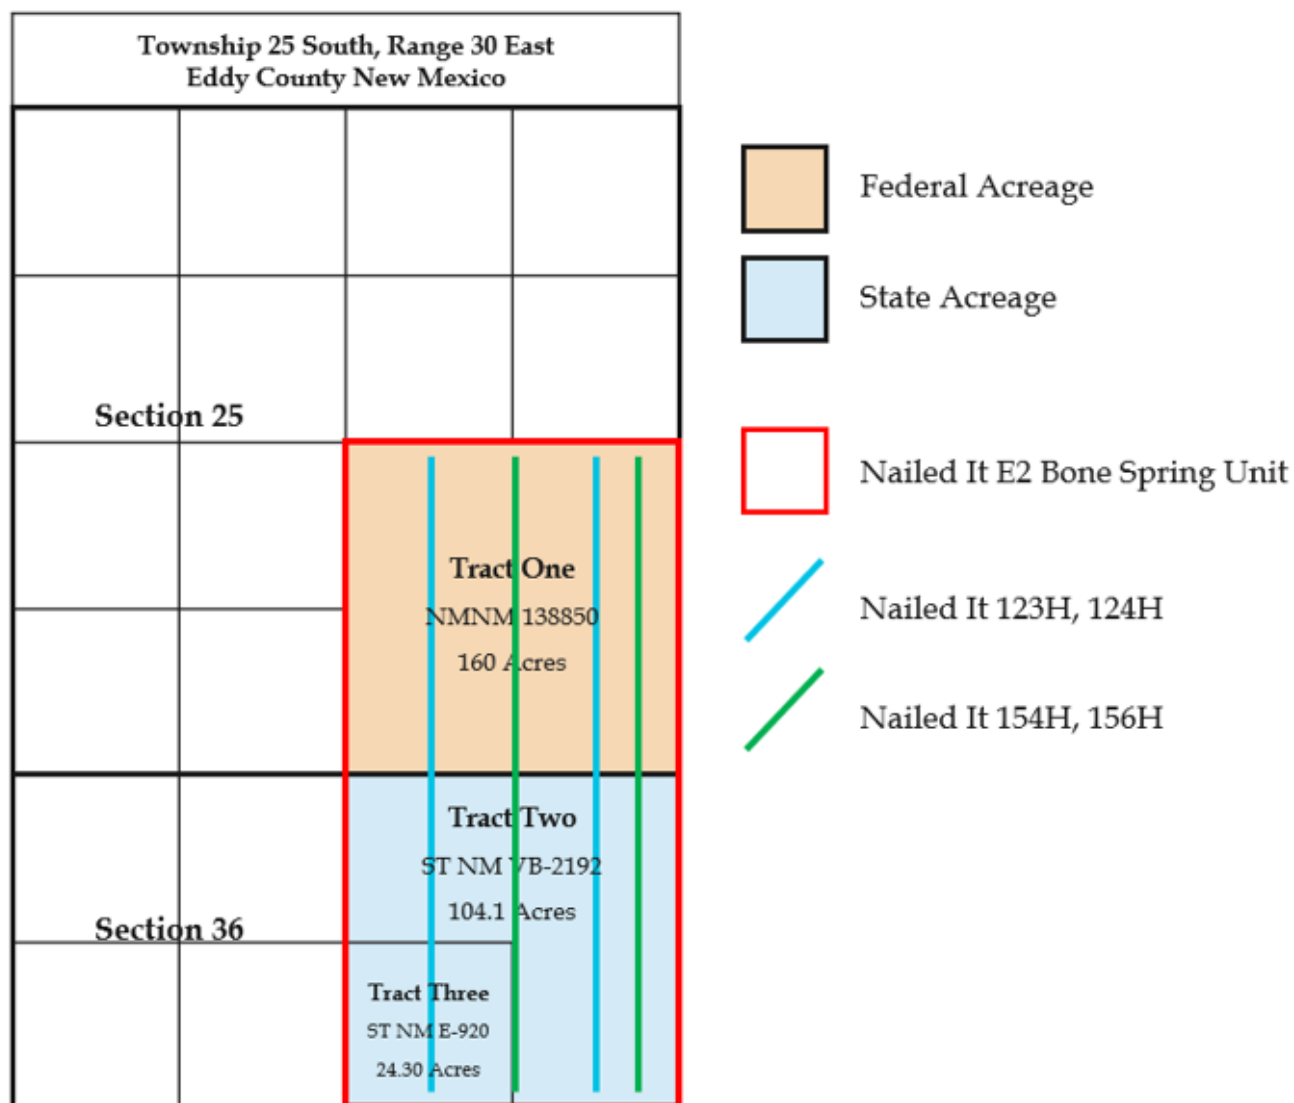 Township 25 South, Range 30 East
Eddy County New Mexico
Federal Acreage
State Acreage
Section 25
Nailed It E2 Bone Spring Unit
Tract One
NMNM 138850
160 Acres
Nailed It 123H, 124H
Nailed It 154H, 156H
Tract Two
ST NM VB-2192
104.1 Acres
Section 36
Tract Three
ST NM E-920
24.30 Acres